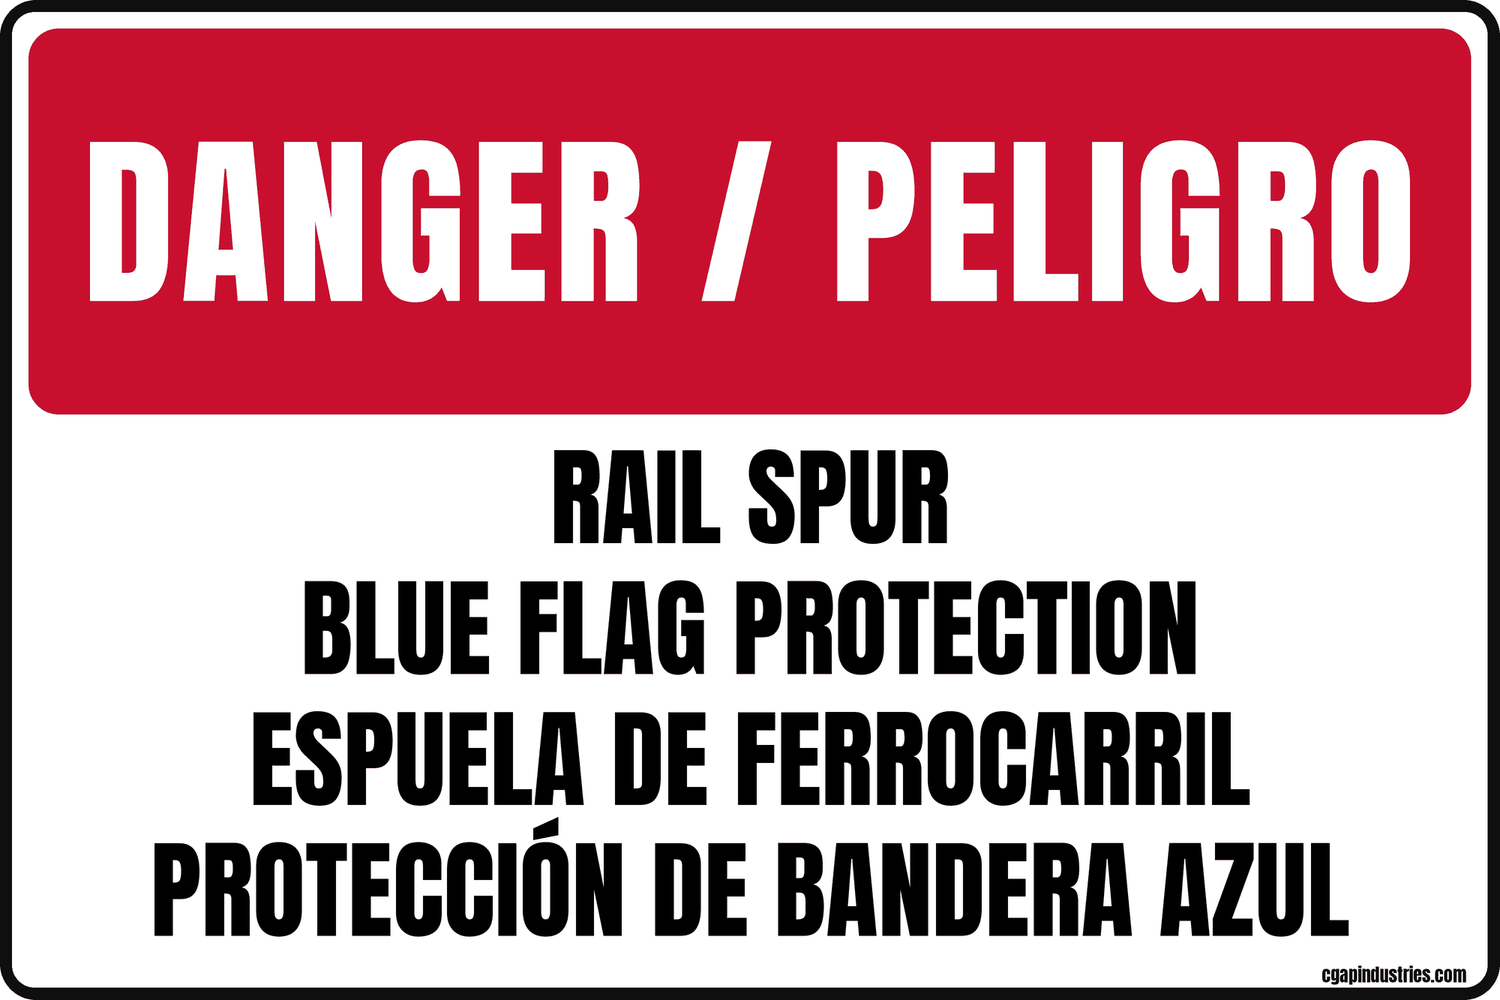 DANGER / PELIGRO
RAIL SPUR
BLUE FLAG PROTECTION
ESPUELA DE FERROCARRIL
PROTECCIÓN DE BANDERA AZUL
cgapindustries.com